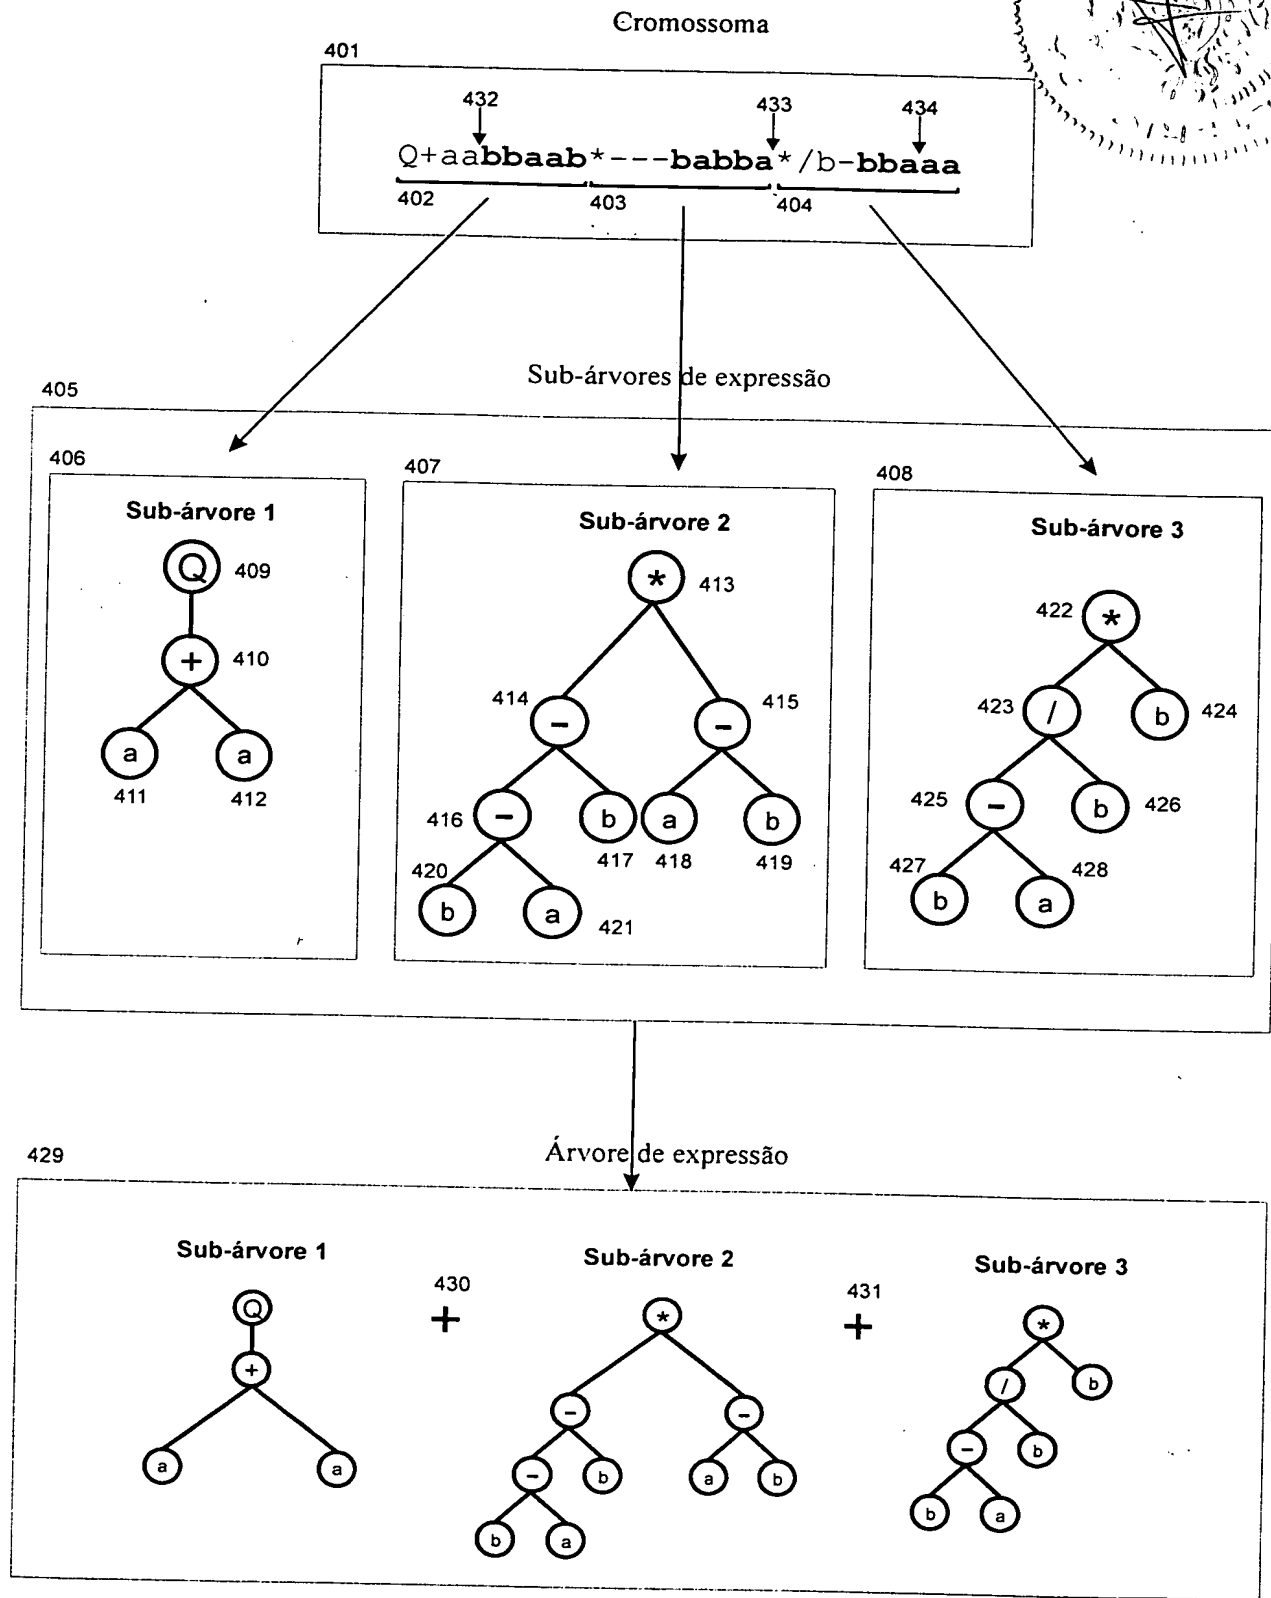 Cromossoma
401
432 433 434
Q+aabbaab*---babba*/b-bbaaa
402 403 404
Sub-árvores de expressão
405
406
Sub-árvore 1
Q 409
+ 410
a a
411 412
407
Sub-árvore 2
* 413
414 - - 415
416 - b a b
417 418 419
420
b a 421
408
Sub-árvore 3
422 *
423 / b 424
425 - b 426
427 428
b a
Árvore de expressão
429
Sub-árvore 1
Q
+
a a
430
+
Sub-árvore 2
*
- -
- b a b
b a
431
+
Sub-árvore 3
*
/ b
- b
b a